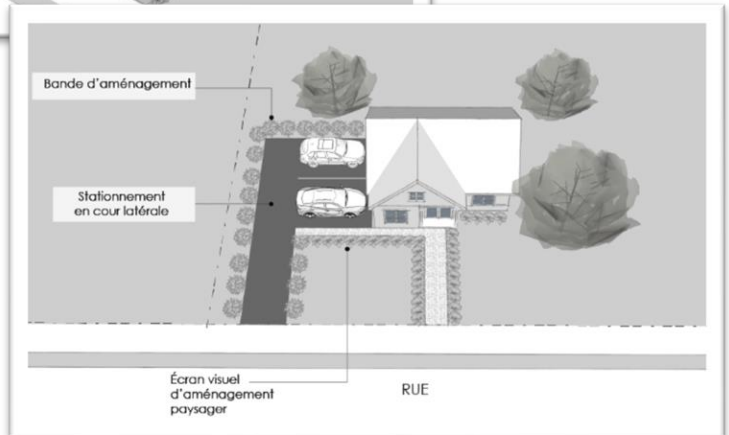 Bande d'aménagement
Stationnement
en cour latérale
Écran visuel
d'aménagement
paysager
RUE